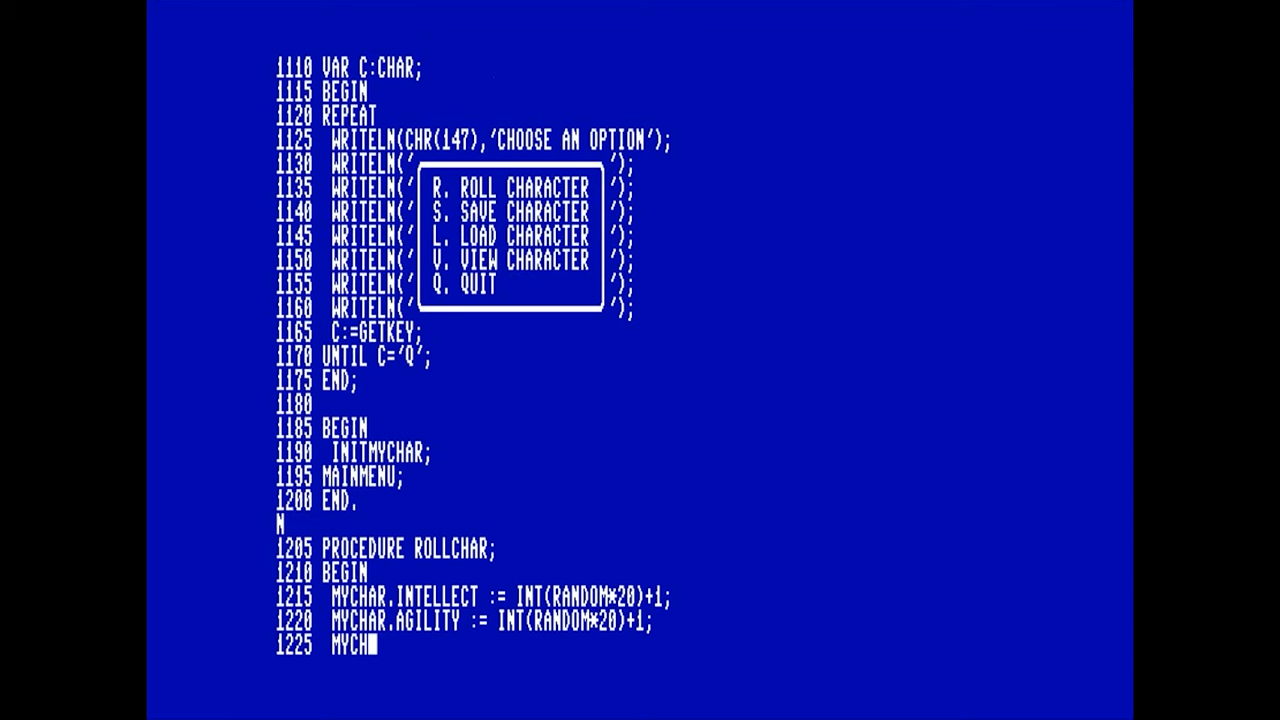 1110 VAR C:CHAR;
1115 BEGIN
1120 REPEAT
1125  WRITELN(CHR(147),'CHOOSE AN OPTION');
1130  WRITELN('                    ');
1135  WRITELN('  R. ROLL CHARACTER  ');
1140  WRITELN('  S. SAVE CHARACTER  ');
1145  WRITELN('  L. LOAD CHARACTER  ');
1150  WRITELN('  V. VIEW CHARACTER  ');
1155  WRITELN('  Q. QUIT            ');
1160  WRITELN('                    ');
1165  C:=GETKEY;
1170 UNTIL C='Q';
1175 END;
1180
1185 BEGIN
1190  INITMYCHAR;
1195 MAINMENU;
1200 END.
N
1205 PROCEDURE ROLLCHAR;
1210 BEGIN
1215  MYCHAR.INTELLECT := INT(RANDOM*20)+1;
1220  MYCHAR.AGILITY := INT(RANDOM*20)+1;
1225  MYCH